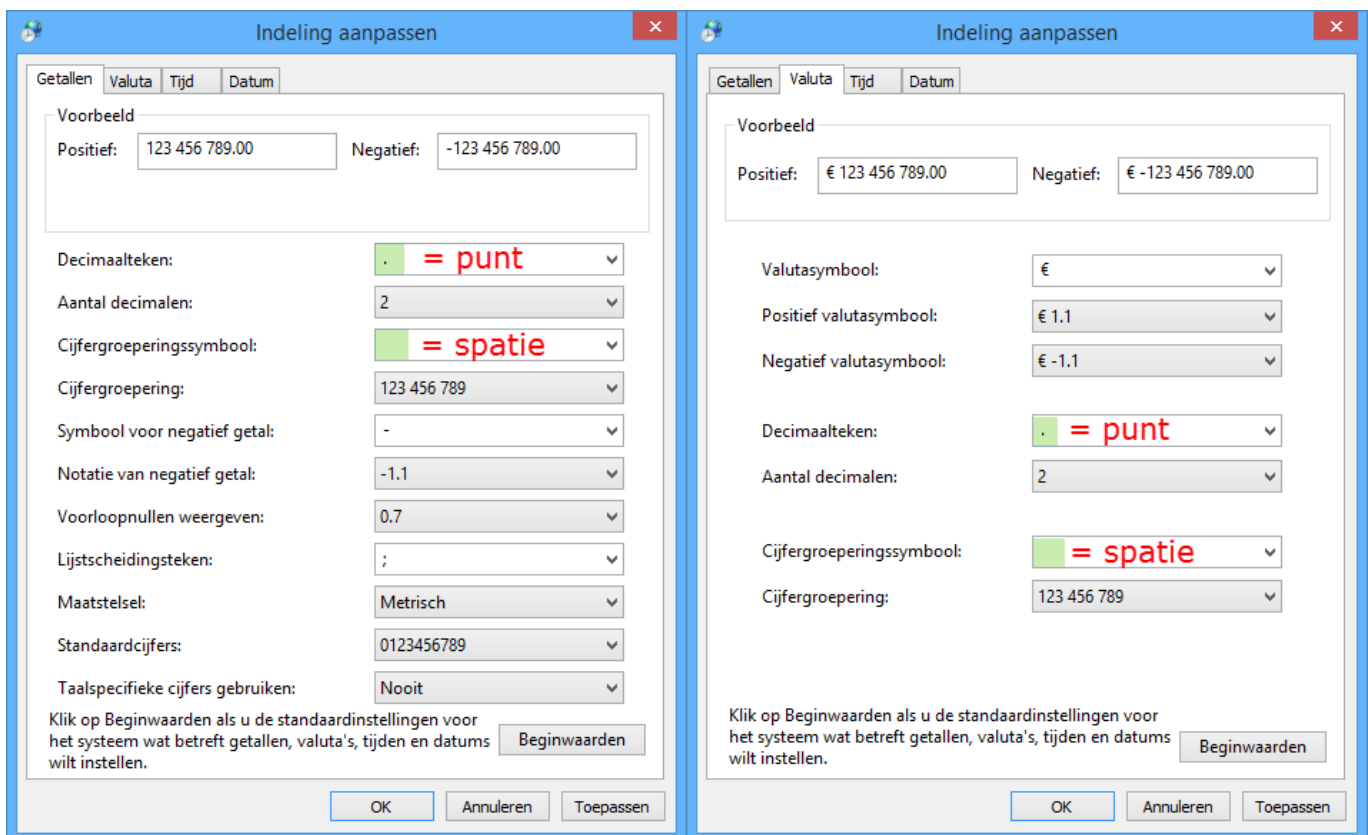 Indeling aanpassen
Getallen Valuta Tijd Datum
Voorbeeld
Positief: 123 456 789.00 Negatief: -123 456 789.00
Decimaalteken: . = punt
Aantal decimalen: 2
Cijfergroeperingssymbool: = spatie
Cijfergroepering: 123 456 789
Symbool voor negatief getal: -
Notatie van negatief getal: -1.1
Voorloopnullen weergeven: 0.7
Lijstscheidingsteken: ;
Maatstelsel: Metrisch
Standaardcijfers: 0123456789
Taalspecifieke cijfers gebruiken: Nooit
Klik op Beginwaarden als u de standaardinstellingen voor
het systeem wat betreft getallen, valuta's, tijden en datums
wilt instellen.
Beginwaarden
OK Annuleren Toepassen
Indeling aanpassen
Getallen Valuta Tijd Datum
Voorbeeld
Positief: € 123 456 789.00 Negatief: € -123 456 789.00
Valutasymbool: €
Positief valutasymbool: € 1.1
Negatief valutasymbool: € -1.1
Decimaalteken: . = punt
Aantal decimalen: 2
Cijfergroeperingssymbool: = spatie
Cijfergroepering: 123 456 789
Klik op Beginwaarden als u de standaardinstellingen voor
het systeem wat betreft getallen, valuta's, tijden en datums
wilt instellen.
Beginwaarden
OK Annuleren Toepassen